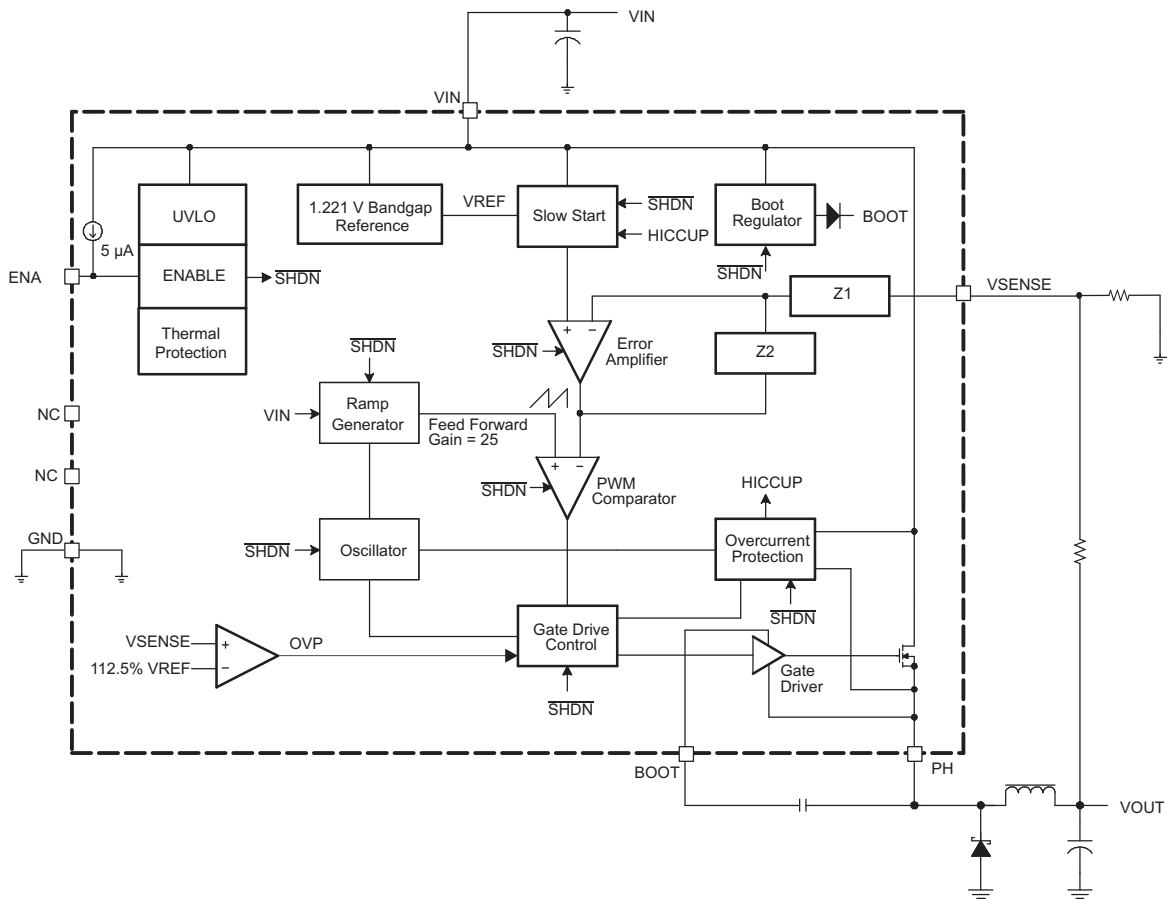 VIN
VIN
UVLO
1.221 V Bandgap
Reference
VREF
Slow Start
SHDN
HICCUP
Boot
Regulator
BOOT
SHDN
5 µA
ENA
ENABLE
SHDN
Thermal
Protection
Z1
VSENSE
Z2
+ −
SHDN
Error
Amplifier
SHDN
VIN
Ramp
Generator
Feed Forward
Gain = 25
NC
NC
+ −
SHDN
PWM
Comparator
HICCUP
GND
SHDN
Oscillator
Overcurrent
Protection
SHDN
VSENSE
+
112.5% VREF
−
OVP
Gate Drive
Control
SHDN
Gate
Driver
BOOT
PH
VOUT